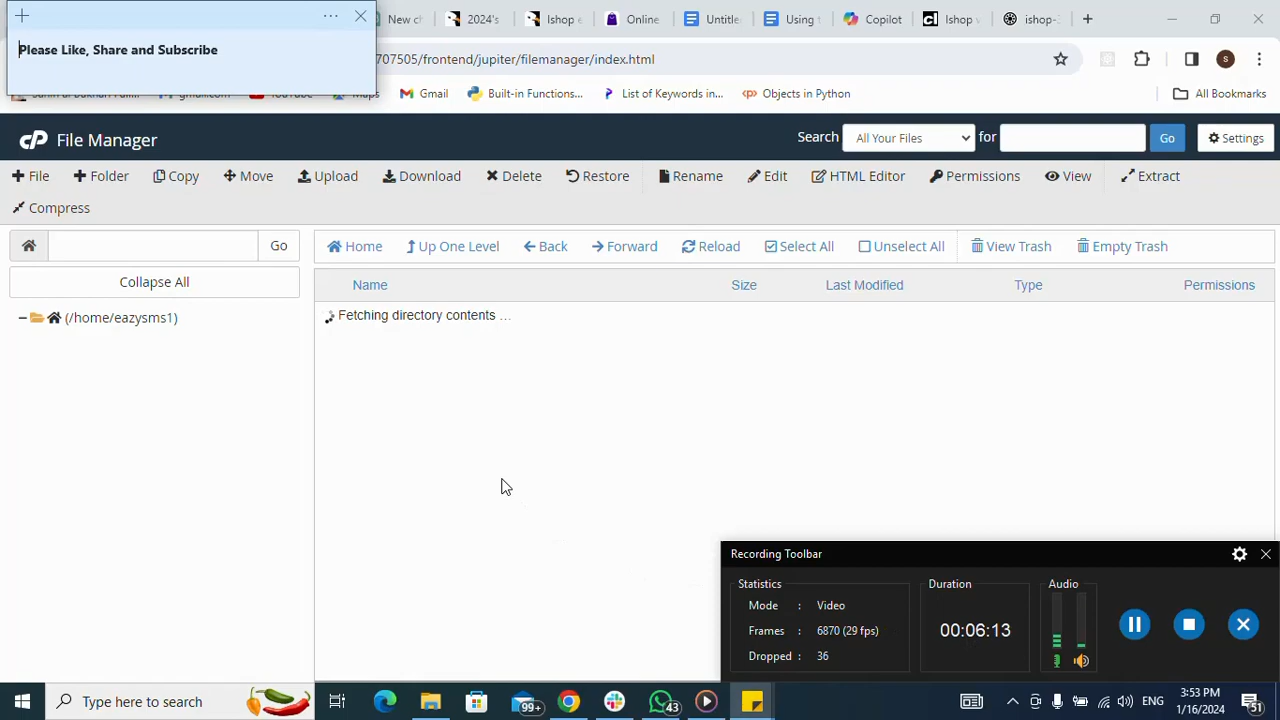 New cl
2024's
Ishop e
Online
Untitle
Using t
Copilot
Ishop v
ishop-
Please Like, Share and Subscribe
707505/frontend/jupiter/filemanager/index.html
s
YouTube
Gmail
Built-in Functions...
List of Keywords in...
Objects in Python
All Bookmarks
cP File Manager
Search
All Your Files
for
Go
Settings
File
Folder
Copy
Move
Upload
Download
Delete
Restore
Rename
Edit
HTML Editor
Permissions
View
Extract
Compress
Go
Home
Up One Level
Back
Forward
Reload
Select All
Unselect All
View Trash
Empty Trash
Collapse All
Name
Size
Last Modified
Type
Permissions
(/home/eazysms1)
Fetching directory contents ...
Recording Toolbar
Statistics
Duration
Audio
Mode : Video
Frames : 6870 (29 fps)
Dropped : 36
00:06:13
Type here to search
99+
43
ENG
3:53 PM
1/16/2024
51